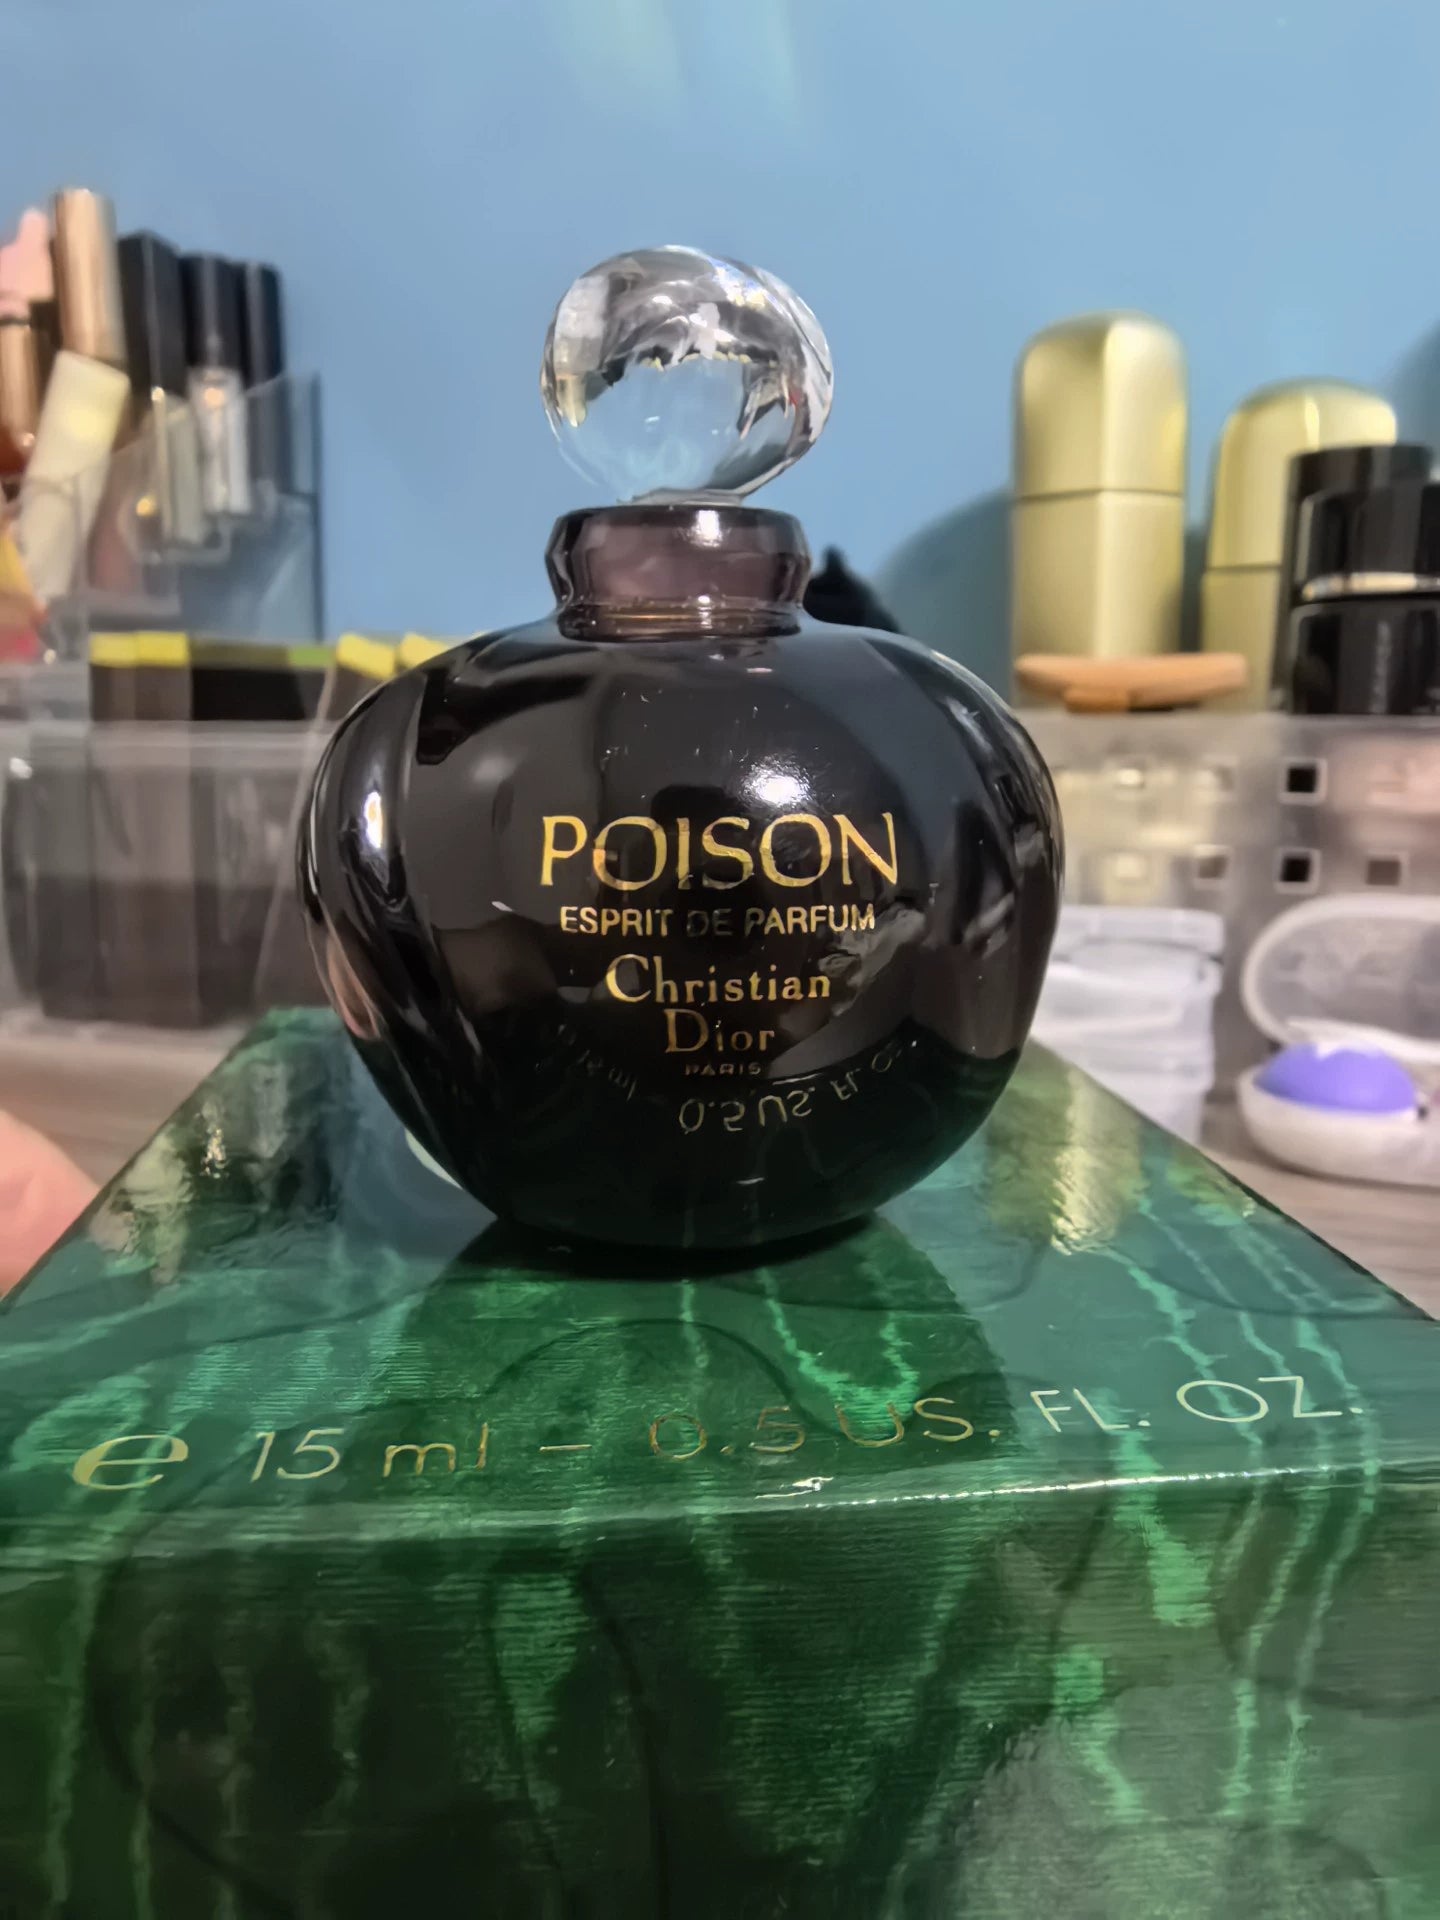 POISON
ESPRIT DE PARFUM
Christian
Dior
PARIS
e 15 ml – 0.5 US. FL. OZ.